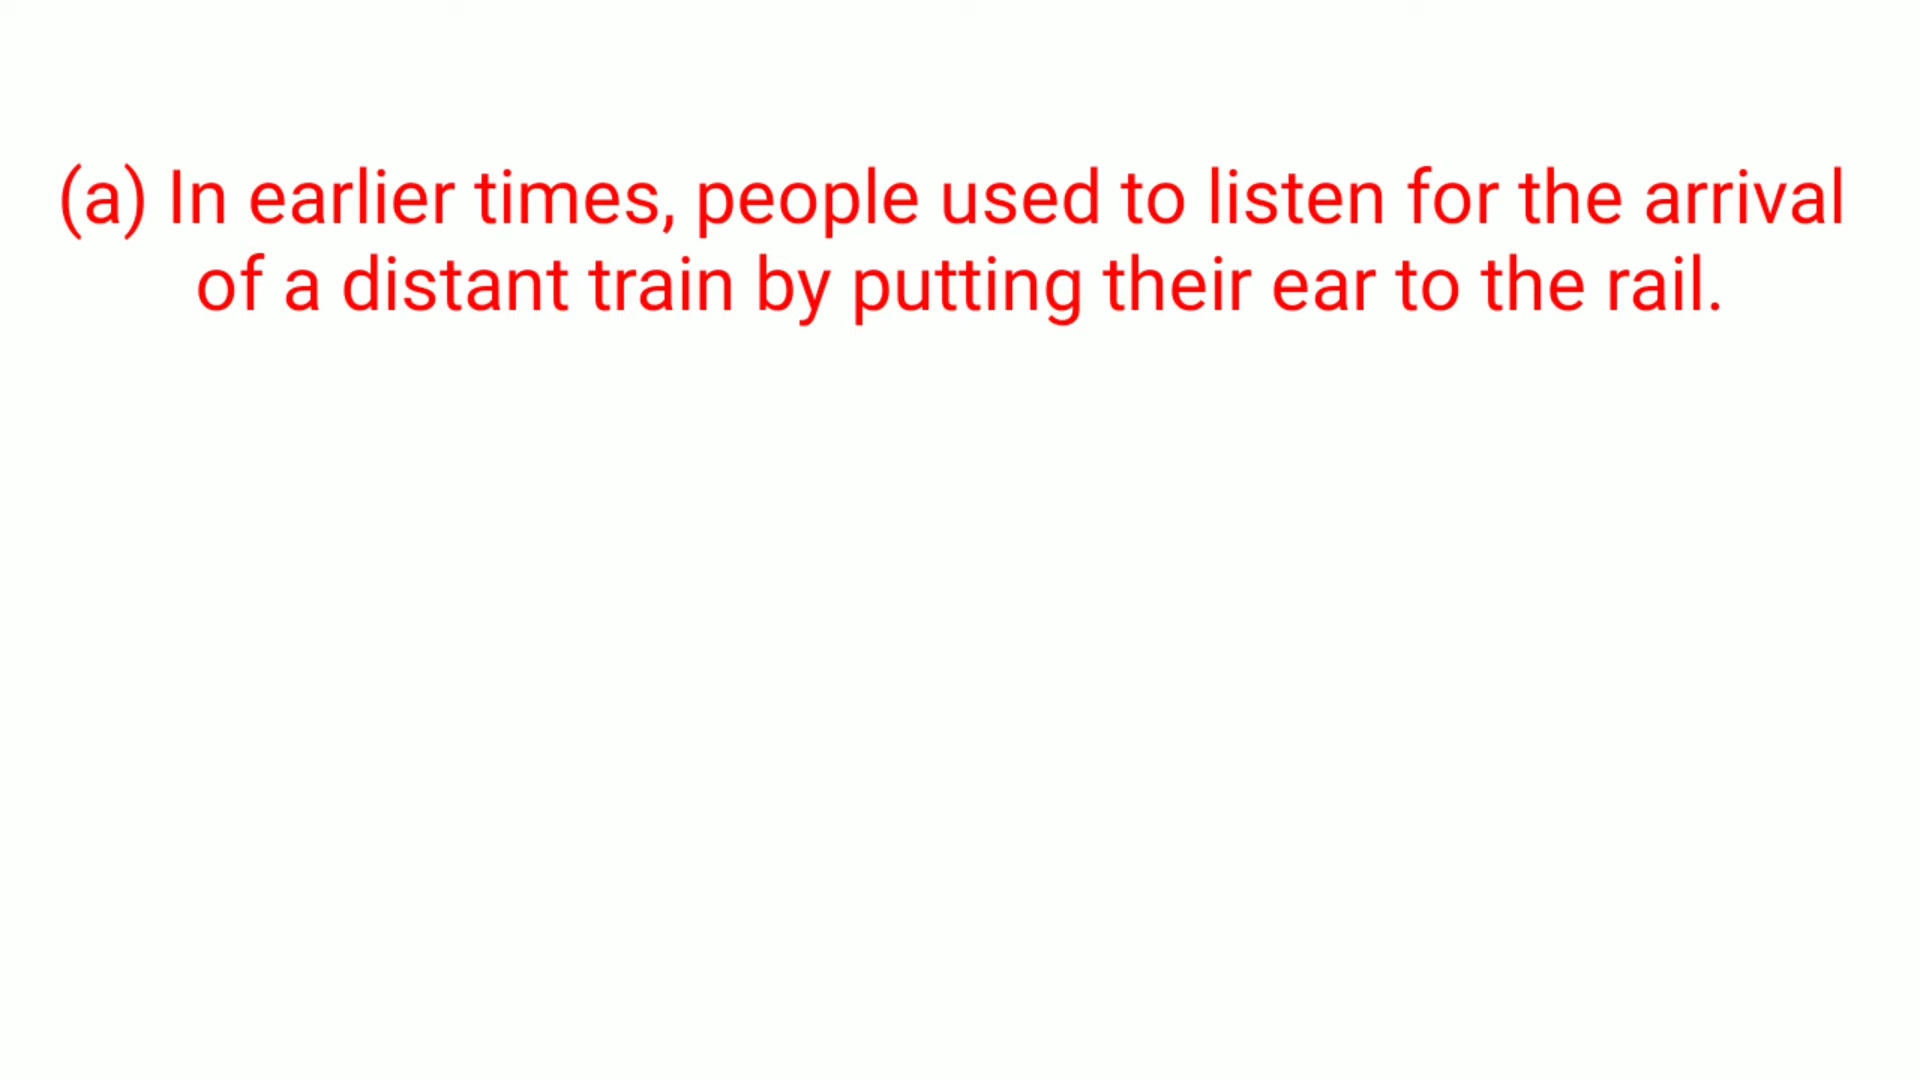 (a) In earlier times, people used to listen for the arrival
of a distant train by putting their ear to the rail.